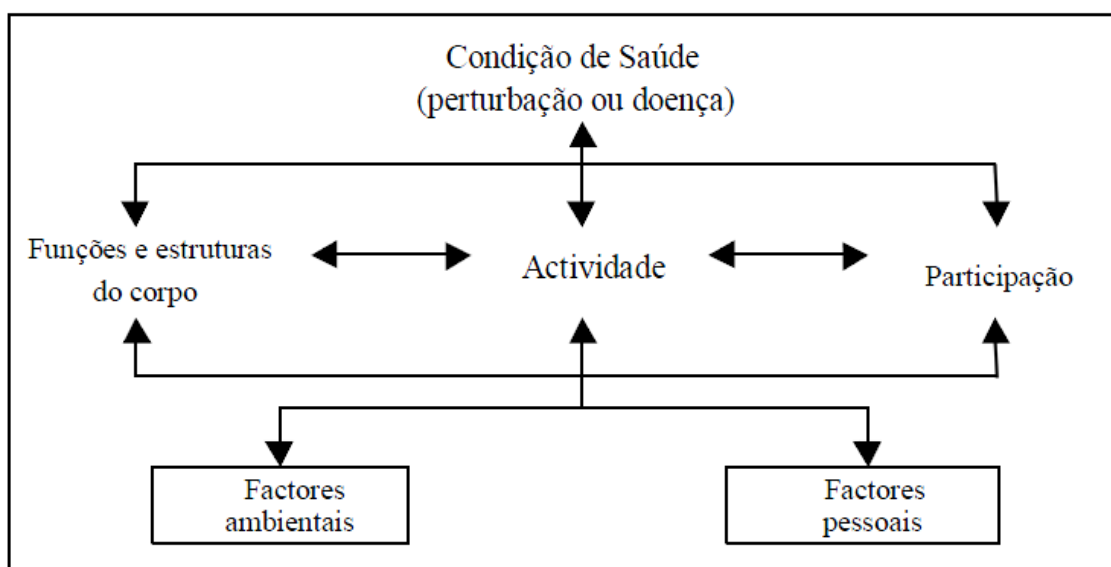 Condição de Saúde
(perturbação ou doença)
Funções e estruturas
do corpo
Actividade
Participação
Factores
ambientais
Factores
pessoais